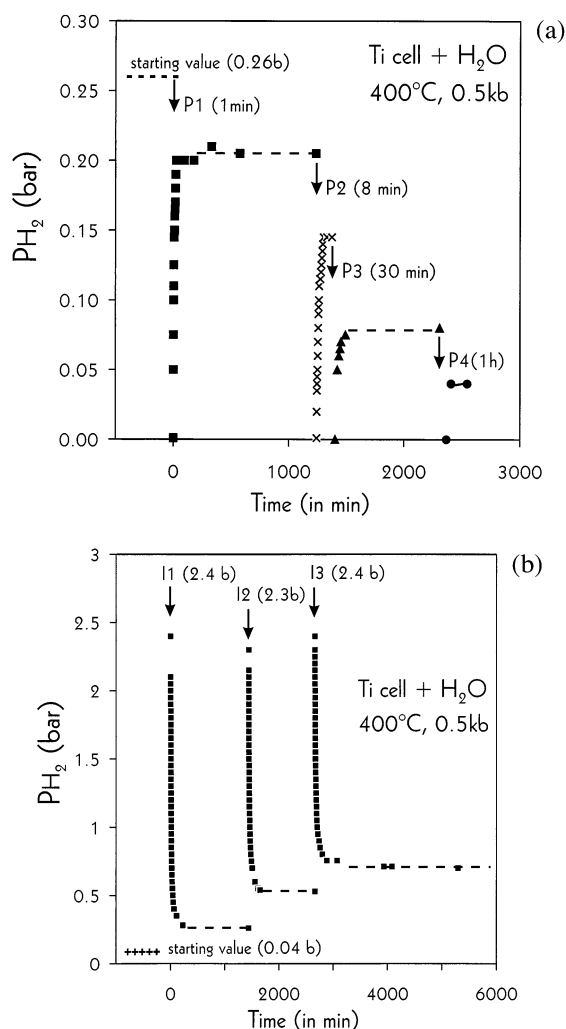 (a)
0.30
Ti cell + H₂O
400°C, 0.5kb
starting value (0.26b)
0.25
P1 (1min)
0.20
P2 (8 min)
0.15
P3 (30 min)
0.10
P4(1h)
0.05
0.00
PH₂ (bar)
0 1000 2000 3000
Time (in min)
(b)
3
I1 (2.4 b)
I2 (2.3b)
I3 (2.4 b)
2.5
2
Ti cell + H₂O
400°C, 0.5kb
1.5
1
0.5
starting value (0.04 b)
0
PH₂ (bar)
0 2000 4000 6000
Time (in min)